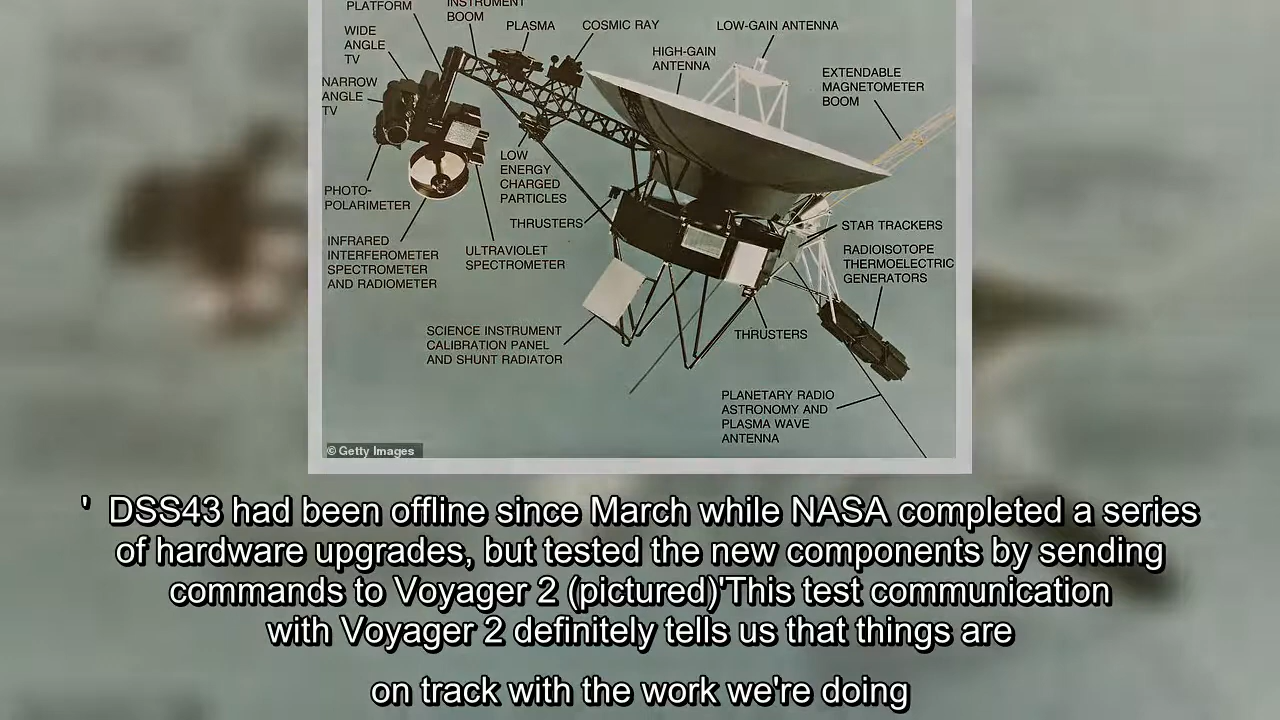 PLATFORM
INSTRUMENT
BOOM
PLASMA
COSMIC RAY
LOW-GAIN ANTENNA
WIDE
ANGLE
TV
HIGH-GAIN
ANTENNA
EXTENDABLE
MAGNETOMETER
BOOM
NARROW
ANGLE
TV
LOW
ENERGY
CHARGED
PARTICLES
PHOTO-
POLARIMETER
THRUSTERS
STAR TRACKERS
INFRARED
INTERFEROMETER
SPECTROMETER
AND RADIOMETER
ULTRAVIOLET
SPECTROMETER
RADIOISOTOPE
THERMOELECTRIC
GENERATORS
SCIENCE INSTRUMENT
CALIBRATION PANEL
AND SHUNT RADIATOR
THRUSTERS
PLANETARY RADIO
ASTRONOMY AND
PLASMA WAVE
ANTENNA
© Getty Images
' DSS43 had been offline since March while NASA completed a series
of hardware upgrades, but tested the new components by sending
commands to Voyager 2 (pictured)'This test communication
with Voyager 2 definitely tells us that things are
on track with the work we're doing